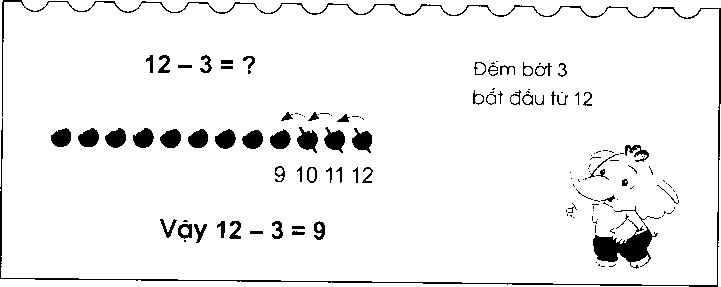 12 – 3 = ?
Đếm bớt 3
bắt đầu từ 12
9 10 11 12
Vậy 12 – 3 = 9